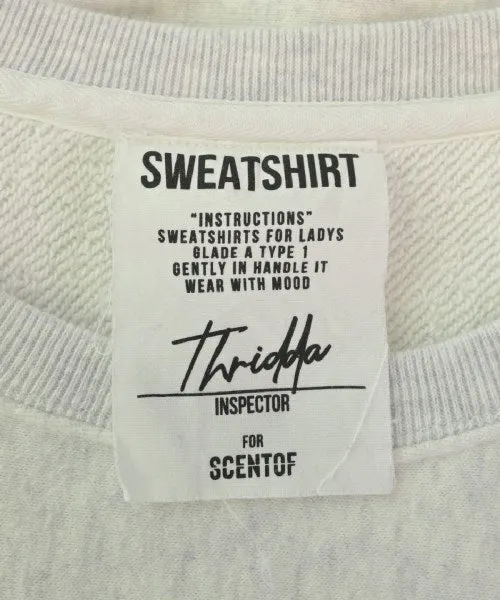 SWEATSHIRT
"INSTRUCTIONS"
SWEATSHIRTS FOR LADYS
GLADE A TYPE 1
GENTLY IN HANDLE IT
WEAR WITH MOOD
Thridda
INSPECTOR
FOR
SCENTOF